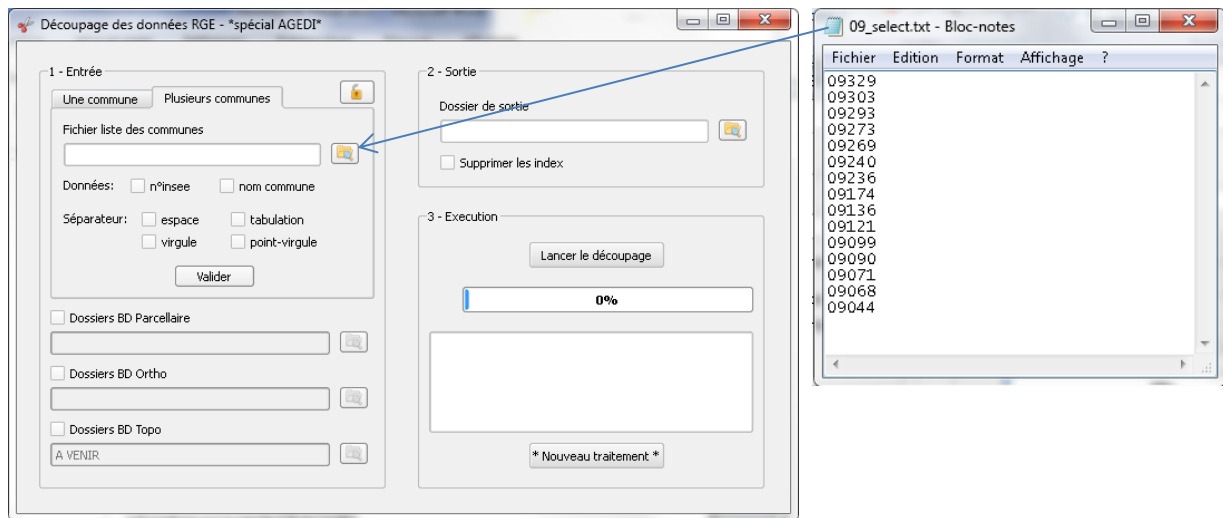 Découpage des données RGE - *spécial AGEDI*
1 - Entrée
Une commune
Plusieurs communes
Fichier liste des communes
Données:
n°insee
nom commune
Séparateur:
espace
tabulation
virgule
point-virgule
Valider
Dossiers BD Parcellaire
Dossiers BD Ortho
Dossiers BD Topo
A VENIR
2 - Sortie
Dossier de sortie
Supprimer les index
3 - Execution
Lancer le découpage
0%
* Nouveau traitement *
09_select.txt - Bloc-notes
Fichier Edition Format Affichage ?
09329
09303
09293
09273
09269
09240
09236
09174
09136
09121
09099
09090
09071
09068
09044